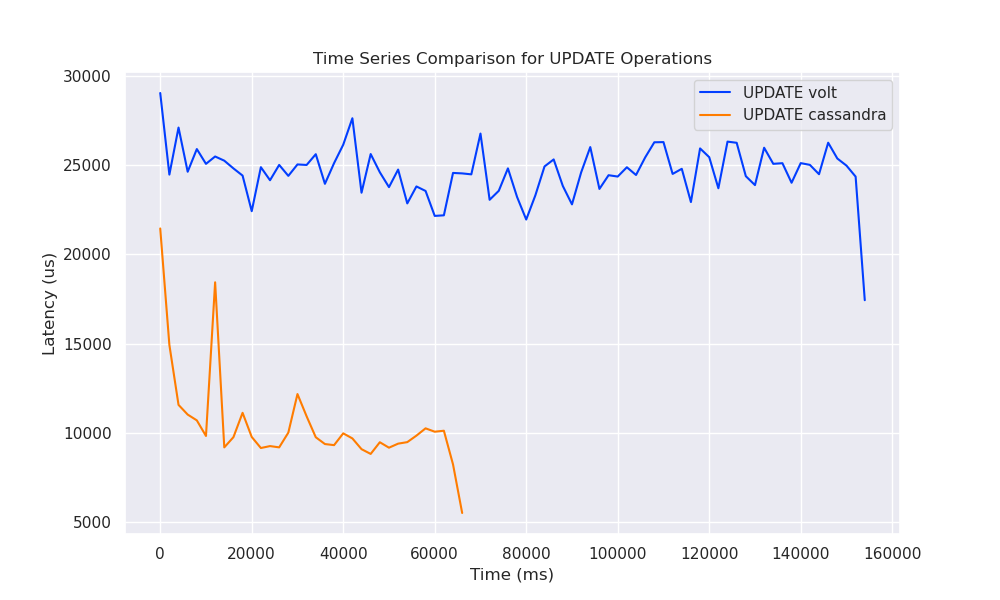 Time Series Comparison for UPDATE Operations
UPDATE volt
UPDATE cassandra
30000
25000
20000
15000
10000
5000
Latency (us)
0 20000 40000 60000 80000 100000 120000 140000 160000
Time (ms)